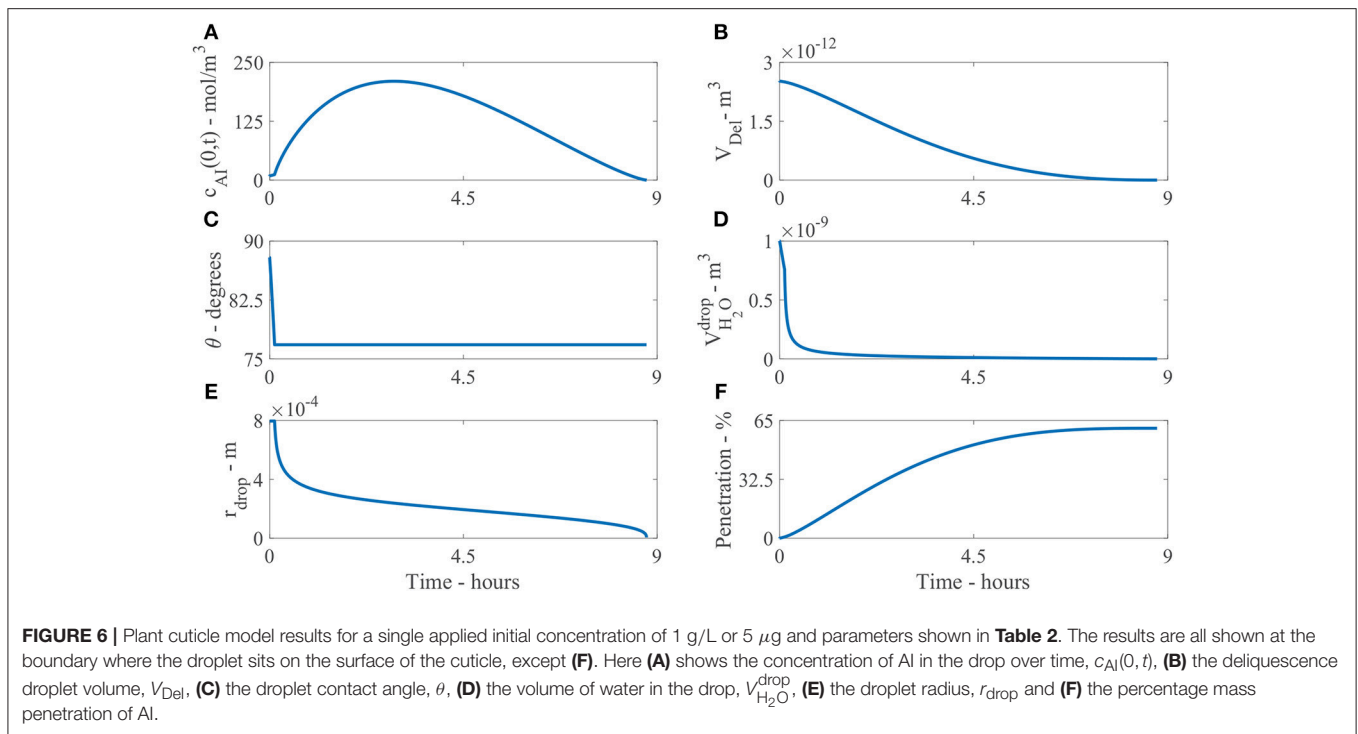 A
c_AI(0,t) - mol/m³
250
125
0
0 4.5 9
B
×10⁻¹²
V_Del - m³
3
1.5
0
0 4.5 9
C
θ - degrees
90
82.5
75
0 4.5 9
D
×10⁻⁹
V_H₂O^drop - m³
1
0.5
0
0 4.5 9
E
×10⁻⁴
r_drop - m
8
4
0
0 4.5 9
Time - hours
F
Penetration - %
65
32.5
0
0 4.5 9
Time - hours
FIGURE 6 | Plant cuticle model results for a single applied initial concentration of 1 g/L or 5 μg and parameters shown in Table 2. The results are all shown at the
boundary where the droplet sits on the surface of the cuticle, except (F). Here (A) shows the concentration of AI in the drop over time, c_AI(0, t), (B) the deliquescence
droplet volume, V_Del, (C) the droplet contact angle, θ, (D) the volume of water in the drop, V_H₂O^drop, (E) the droplet radius, r_drop and (F) the percentage mass
penetration of AI.